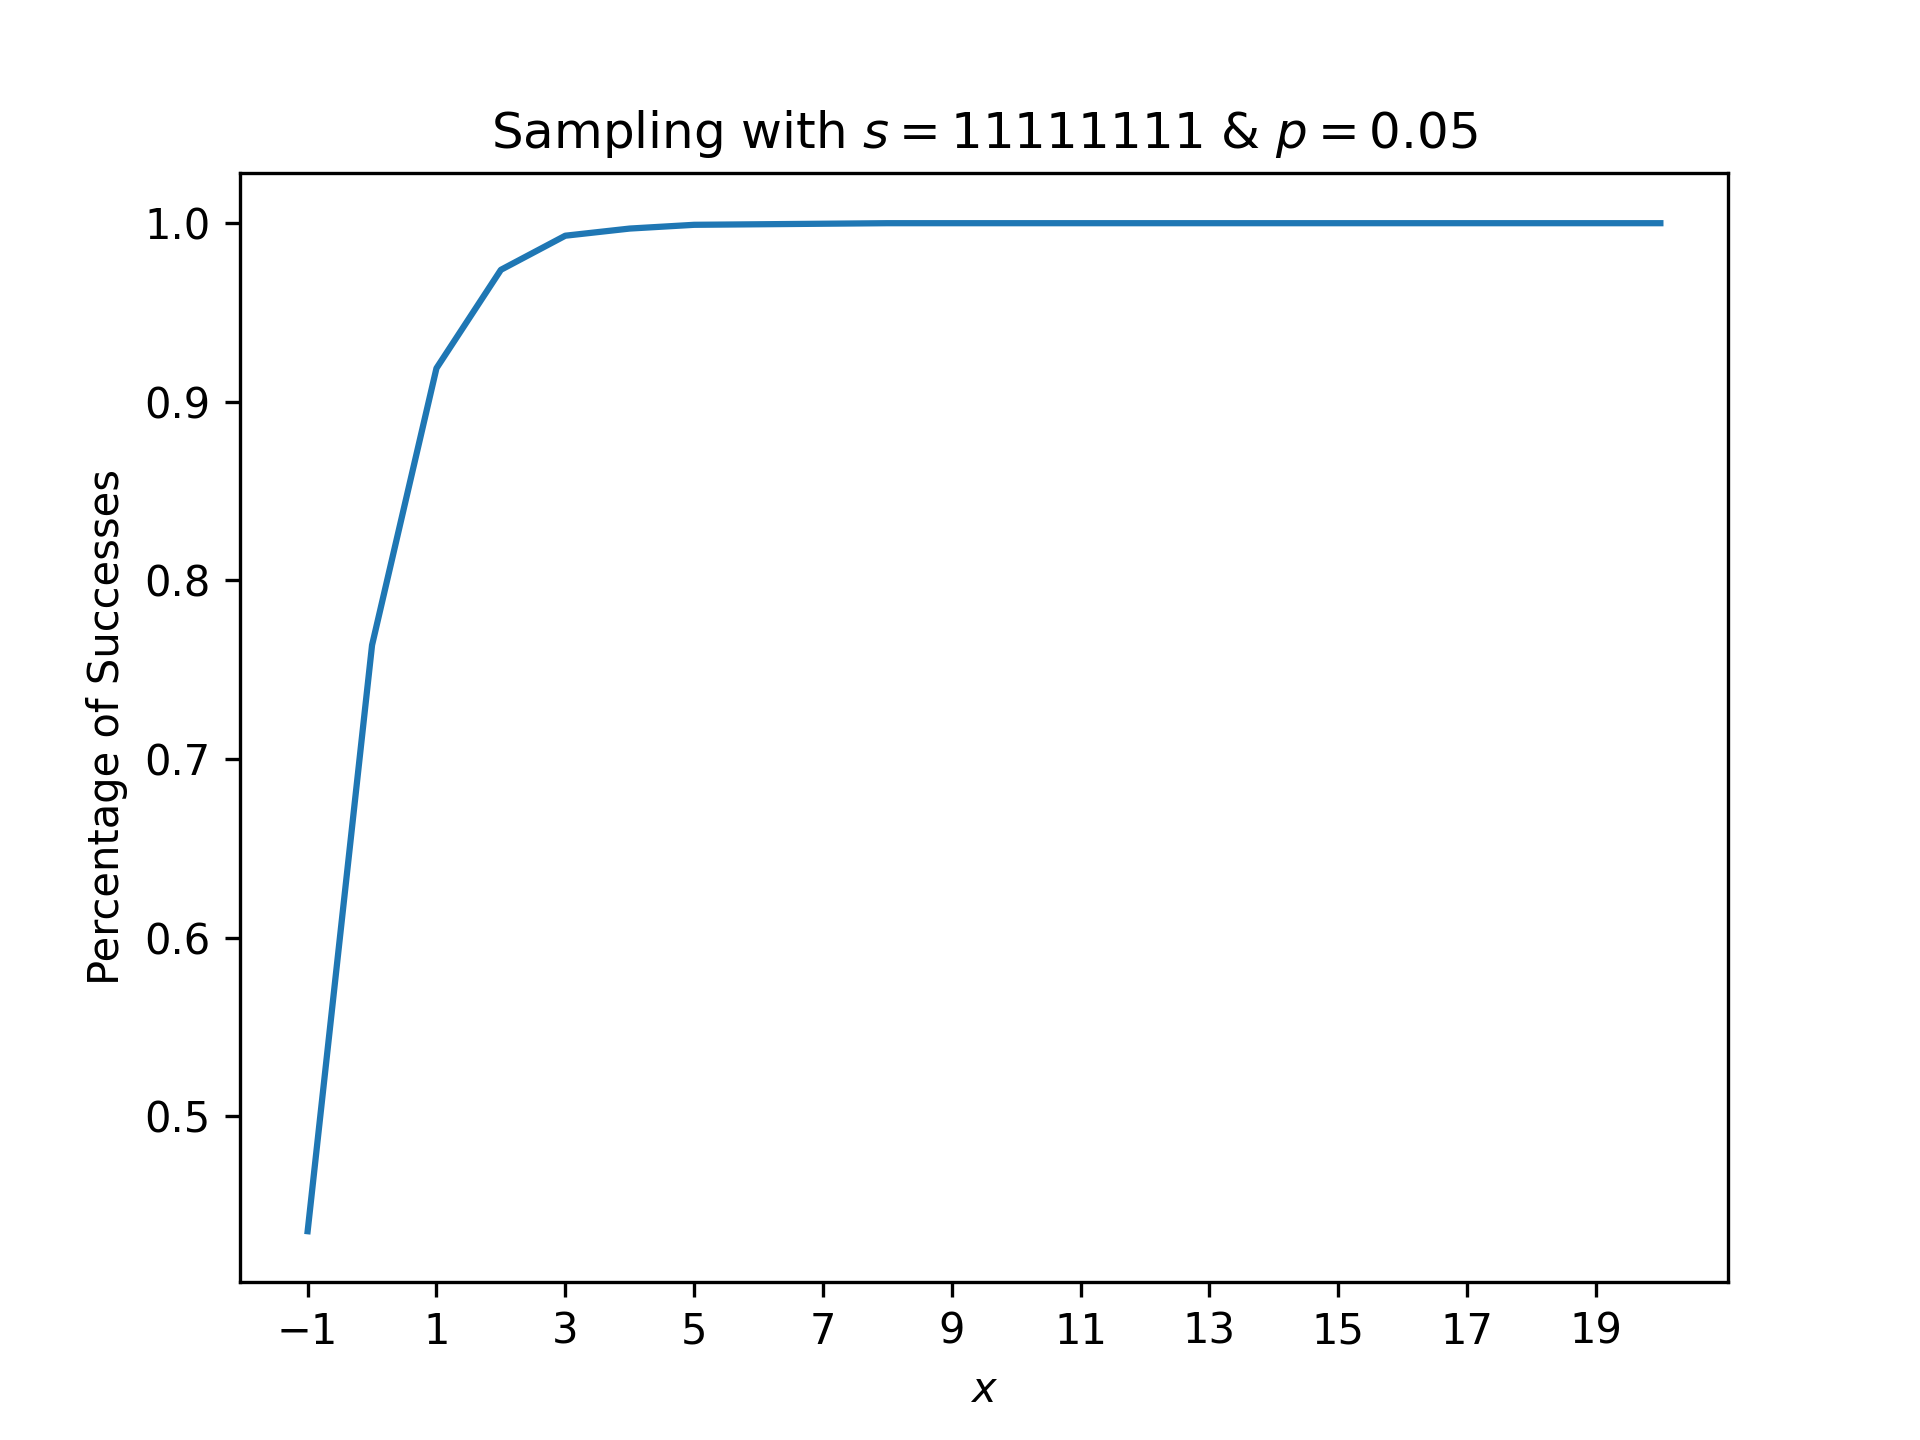 Sampling with s = 11111111 & p = 0.05
Percentage of Successes
1.0
0.9
0.8
0.7
0.6
0.5
−1 1 3 5 7 9 11 13 15 17 19
x